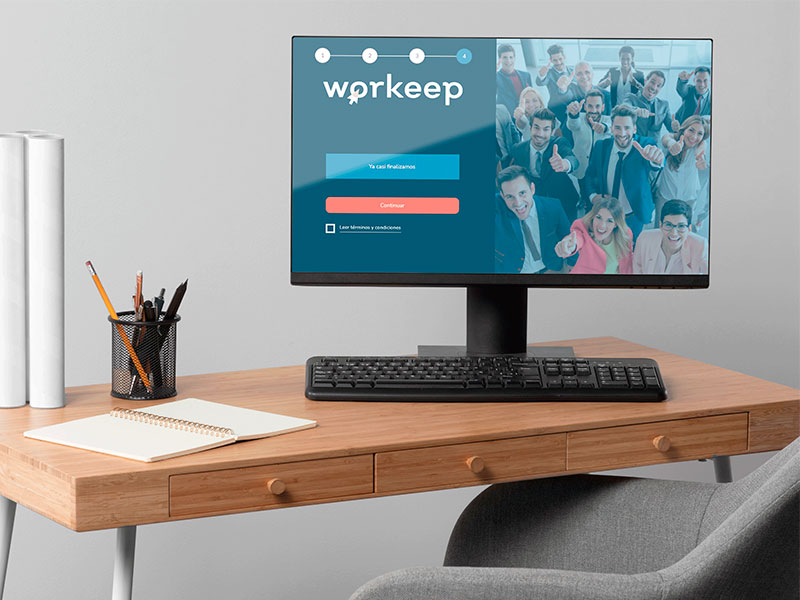 1 2 3 4
workeep
Ya casi finalizamos
Continuar
Leer términos y condiciones